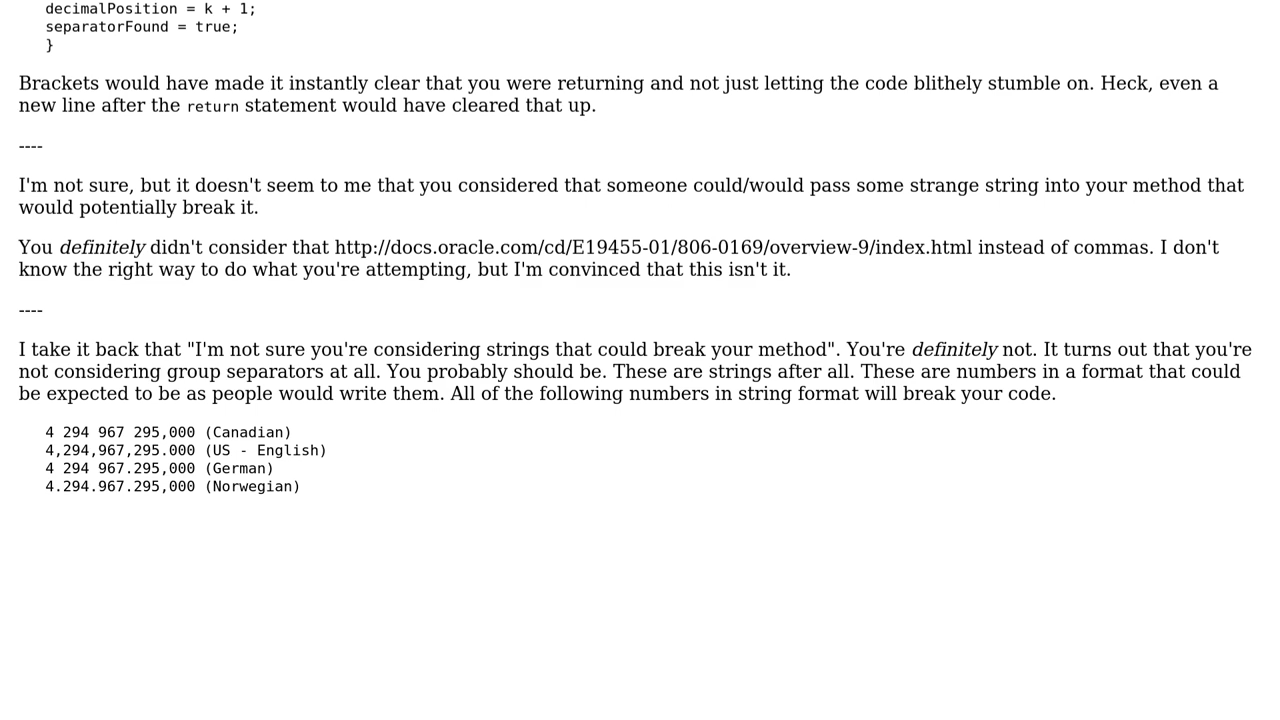 decimalPosition = k + 1;
separatorFound = true;
}
Brackets would have made it instantly clear that you were returning and not just letting the code blithely stumble on. Heck, even a
new line after the return statement would have cleared that up.
----
I'm not sure, but it doesn't seem to me that you considered that someone could/would pass some strange string into your method that
would potentially break it.
You definitely didn't consider that http://docs.oracle.com/cd/E19455-01/806-0169/overview-9/index.html instead of commas. I don't
know the right way to do what you're attempting, but I'm convinced that this isn't it.
----
I take it back that "I'm not sure you're considering strings that could break your method". You're definitely not. It turns out that you're
not considering group separators at all. You probably should be. These are strings after all. These are numbers in a format that could
be expected to be as people would write them. All of the following numbers in string format will break your code.
4 294 967 295,000 (Canadian)
4,294,967,295.000 (US - English)
4 294 967.295,000 (German)
4.294.967.295,000 (Norwegian)